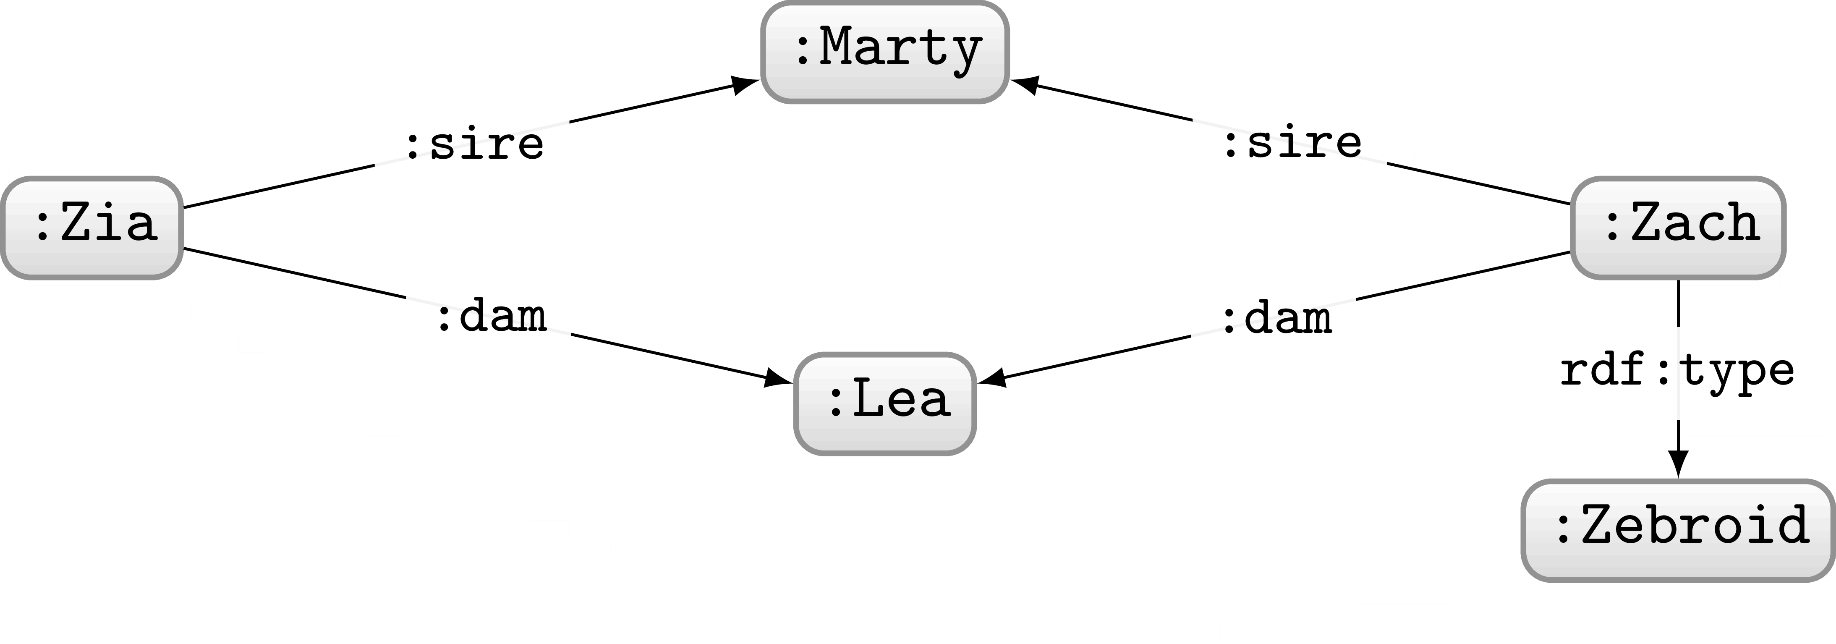 :Marty
:sire
:sire
:Zia
:Zach
:dam
:dam
rdf:type
:Lea
:Zebroid